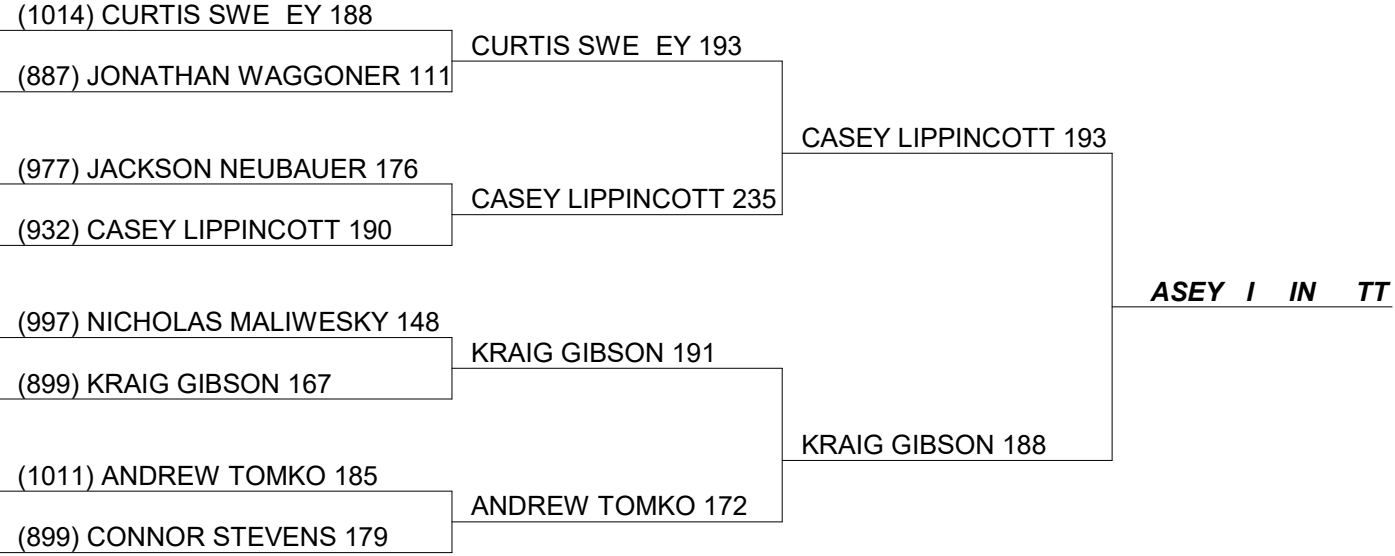 (1014) CURTIS SWE EY 188
(887) JONATHAN WAGGONER 111
(977) JACKSON NEUBAUER 176
(932) CASEY LIPPINCOTT 190
(997) NICHOLAS MALIWESKY 148
(899) KRAIG GIBSON 167
(1011) ANDREW TOMKO 185
(899) CONNOR STEVENS 179
CURTIS SWE EY 193
CASEY LIPPINCOTT 235
KRAIG GIBSON 191
ANDREW TOMKO 172
CASEY LIPPINCOTT 193
KRAIG GIBSON 188
ASEY I IN TT